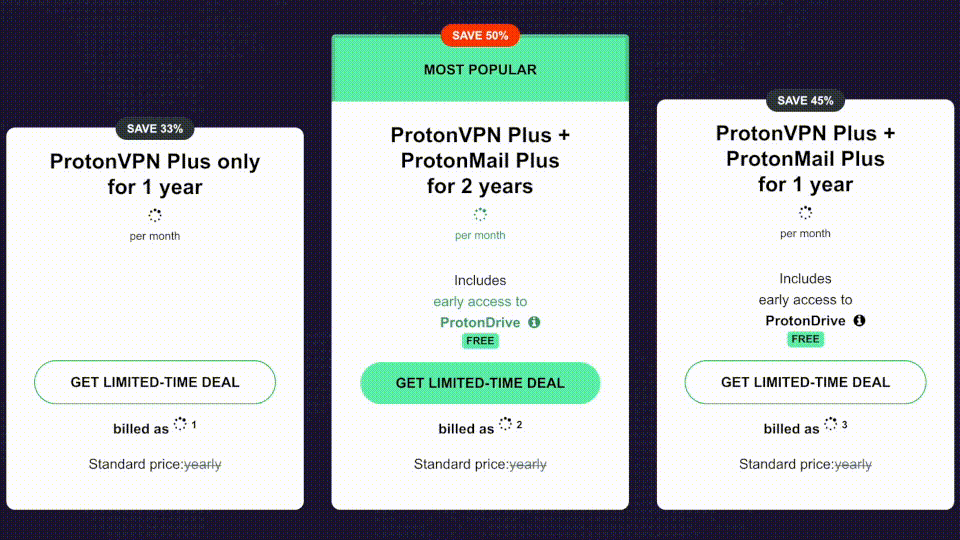 SAVE 33%
ProtonVPN Plus only
for 1 year
per month
GET LIMITED-TIME DEAL
billed as 1
Standard price:yearly
SAVE 50%
MOST POPULAR
ProtonVPN Plus +
ProtonMail Plus
for 2 years
per month
Includes
early access to
ProtonDrive
FREE
GET LIMITED-TIME DEAL
billed as 2
Standard price:yearly
SAVE 45%
ProtonVPN Plus +
ProtonMail Plus
for 1 year
per month
Includes
early access to
ProtonDrive
FREE
GET LIMITED-TIME DEAL
billed as 3
Standard price:yearly